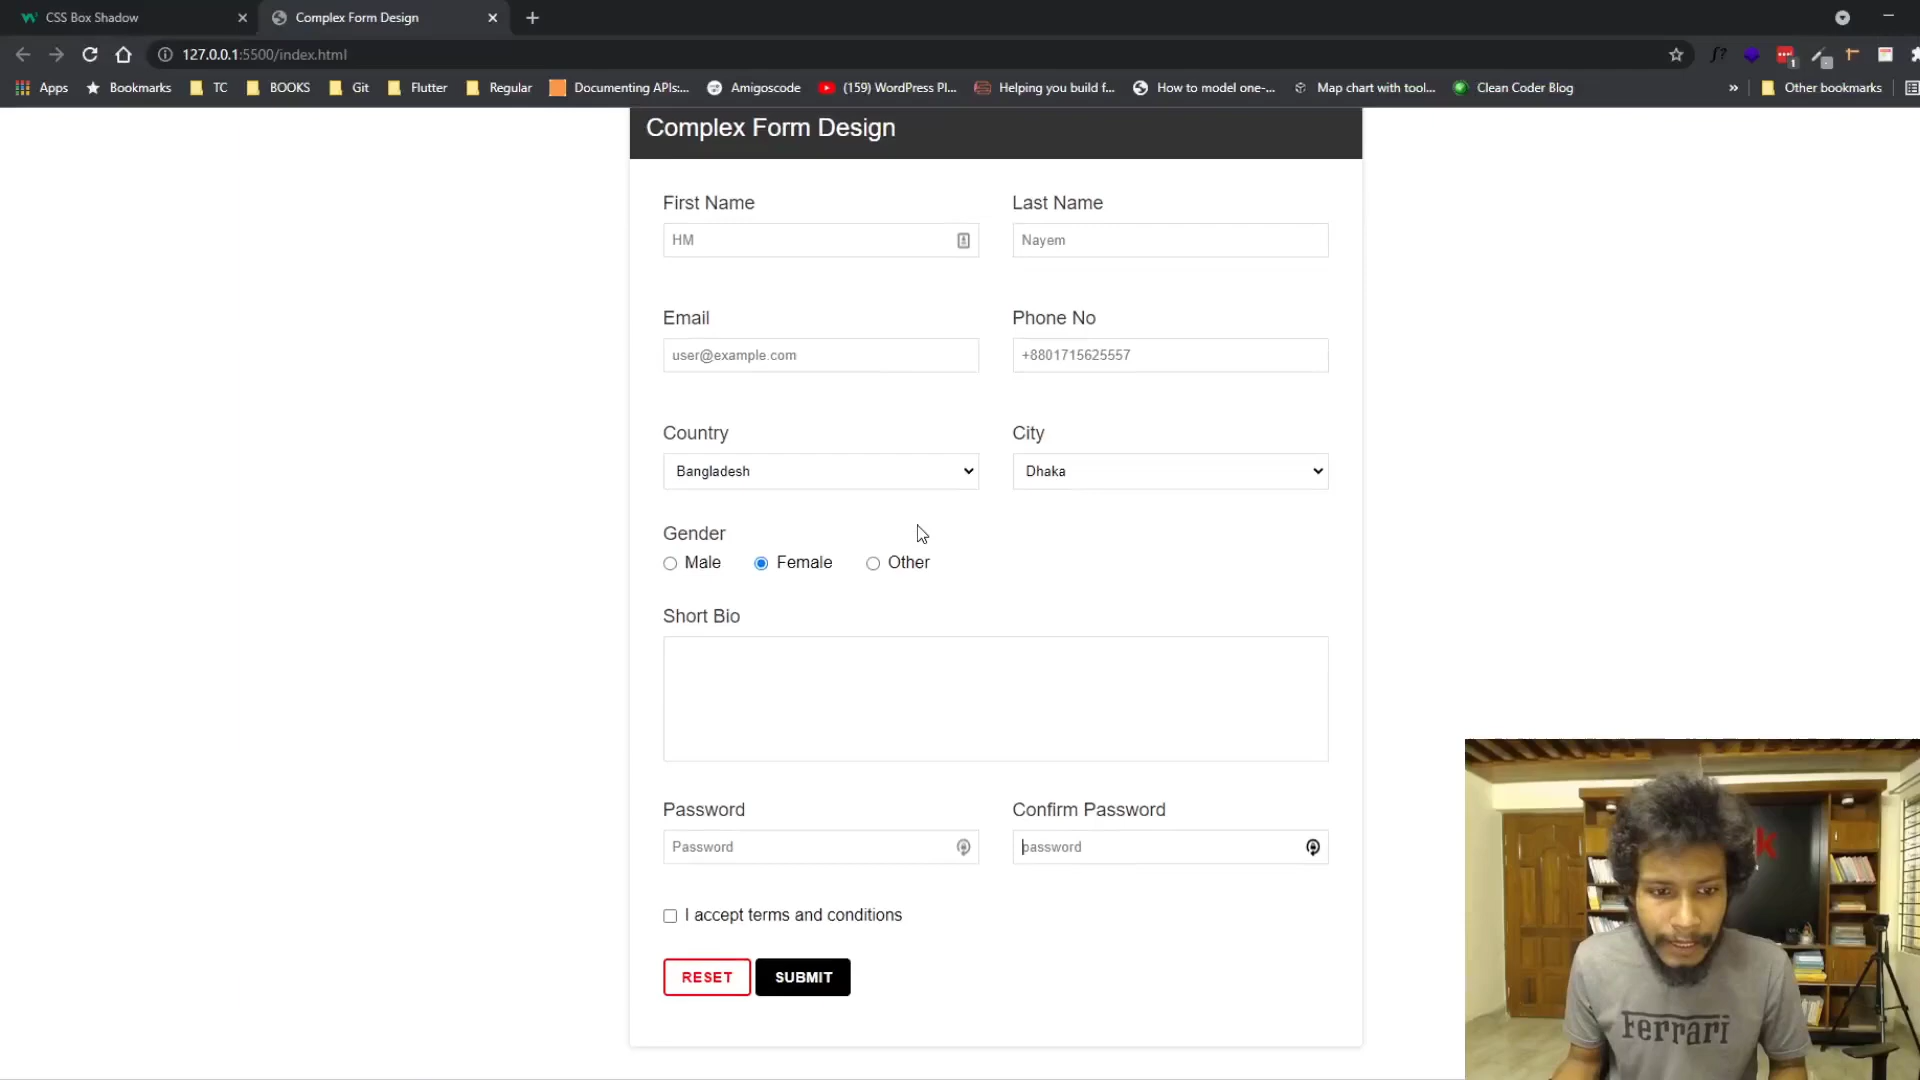 CSS Box Shadow
Complex Form Design
127.0.0.1:5500/index.html
Apps Bookmarks TC BOOKS Git Flutter Regular Documenting APIs:... Amigoscode (159) WordPress Pl... Helping you build f... How to model one-... Map chart with tool... Clean Coder Blog » Other bookmarks
Complex Form Design
First Name Last Name
HM Nayem
Email Phone No
user@example.com +8801715625557
Country City
Bangladesh Dhaka
Gender
Male Female Other
Short Bio
Password Confirm Password
Password password
I accept terms and conditions
RESET SUBMIT
k
Ferrari